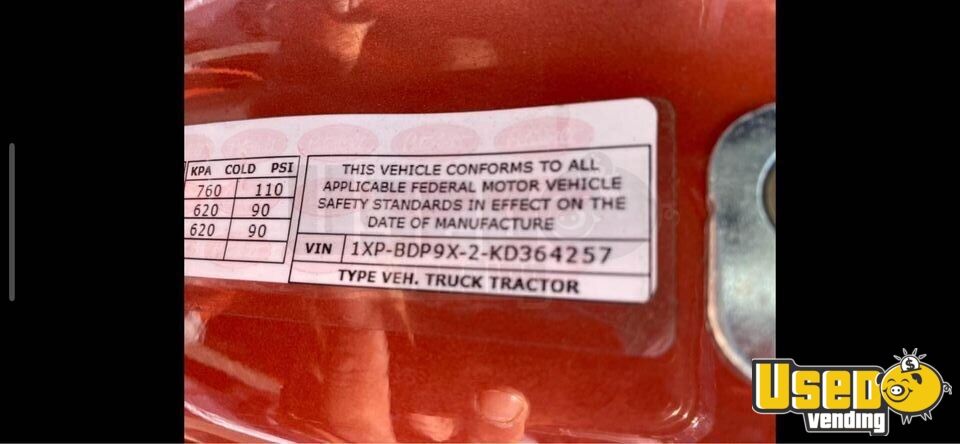 KPA COLD PSI
760 110
620 90
620 90
THIS VEHICLE CONFORMS TO ALL
APPLICABLE FEDERAL MOTOR VEHICLE
SAFETY STANDARDS IN EFFECT ON THE
DATE OF MANUFACTURE
VIN 1XP-BDP9X-2-KD364257
TYPE VEH. TRUCK TRACTOR
USED
vending